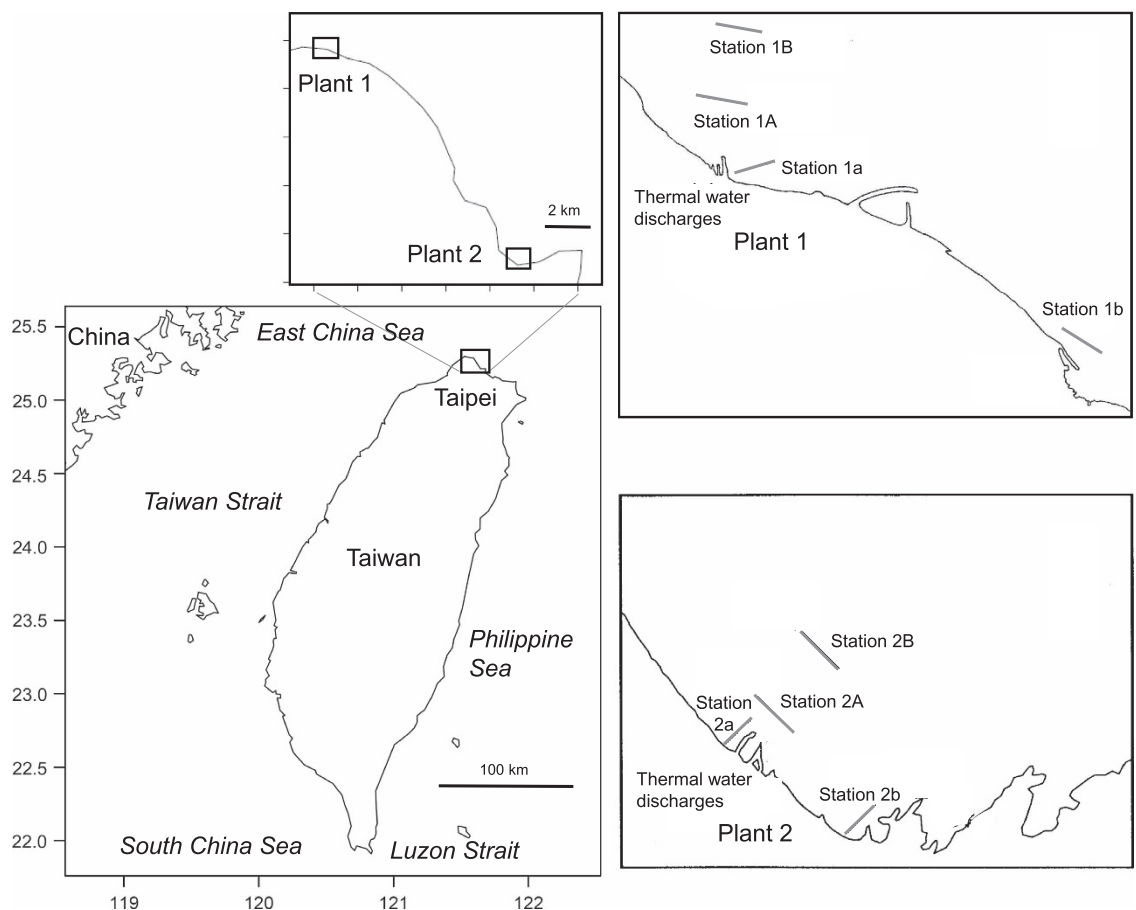 Plant 1
2 km
Plant 2
Station 1B
Station 1A
Station 1a
Thermal water
discharges
Plant 1
Station 1b
25.5
25.0
24.5
24.0
23.5
23.0
22.5
22.0
China
East China Sea
Taipei
Taiwan Strait
Taiwan
Philippine
Sea
100 km
South China Sea
Luzon Strait
119
120
121
122
Station 2B
Station
2a
Station 2A
Thermal water
discharges
Station 2b
Plant 2